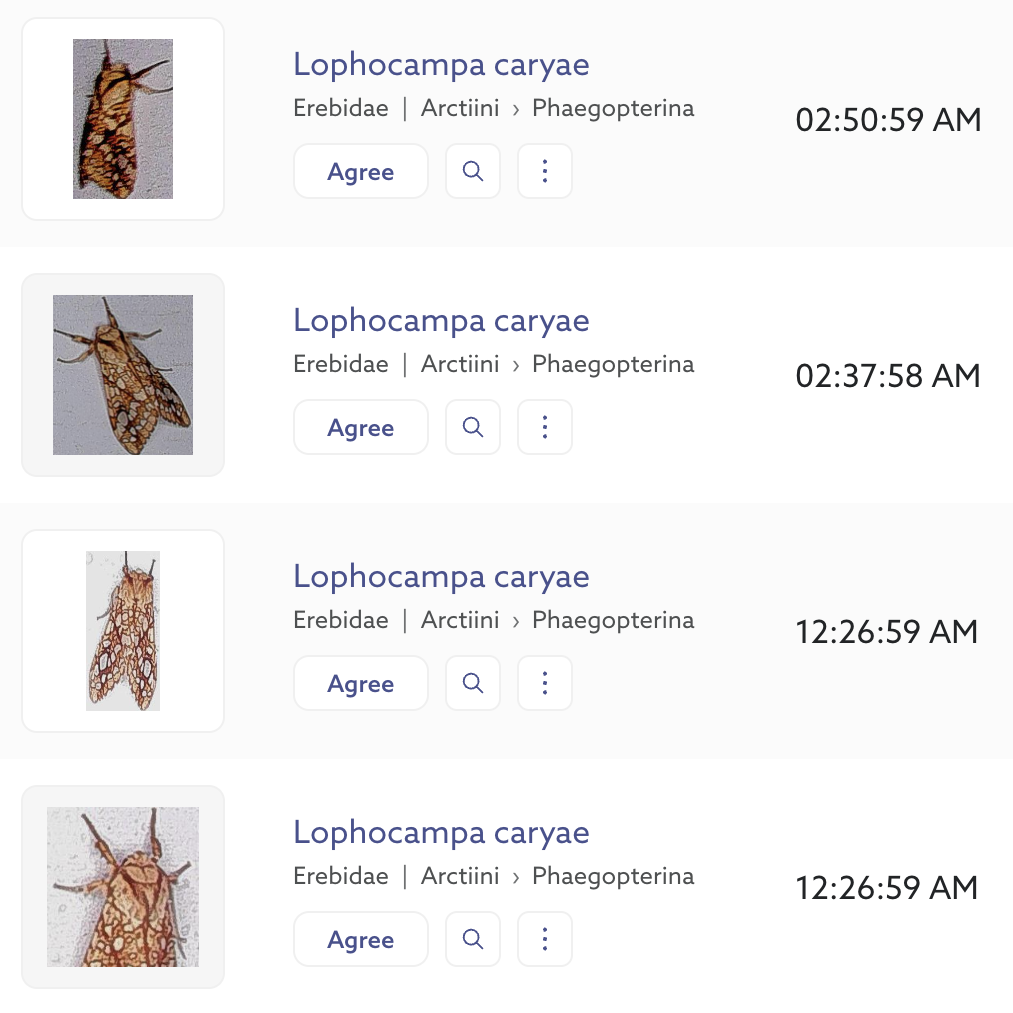 Lophocampa caryae
Erebidae | Arctiini › Phaegopterina
02:50:59 AM
Agree
Lophocampa caryae
Erebidae | Arctiini › Phaegopterina
02:37:58 AM
Agree
Lophocampa caryae
Erebidae | Arctiini › Phaegopterina
12:26:59 AM
Agree
Lophocampa caryae
Erebidae | Arctiini › Phaegopterina
12:26:59 AM
Agree